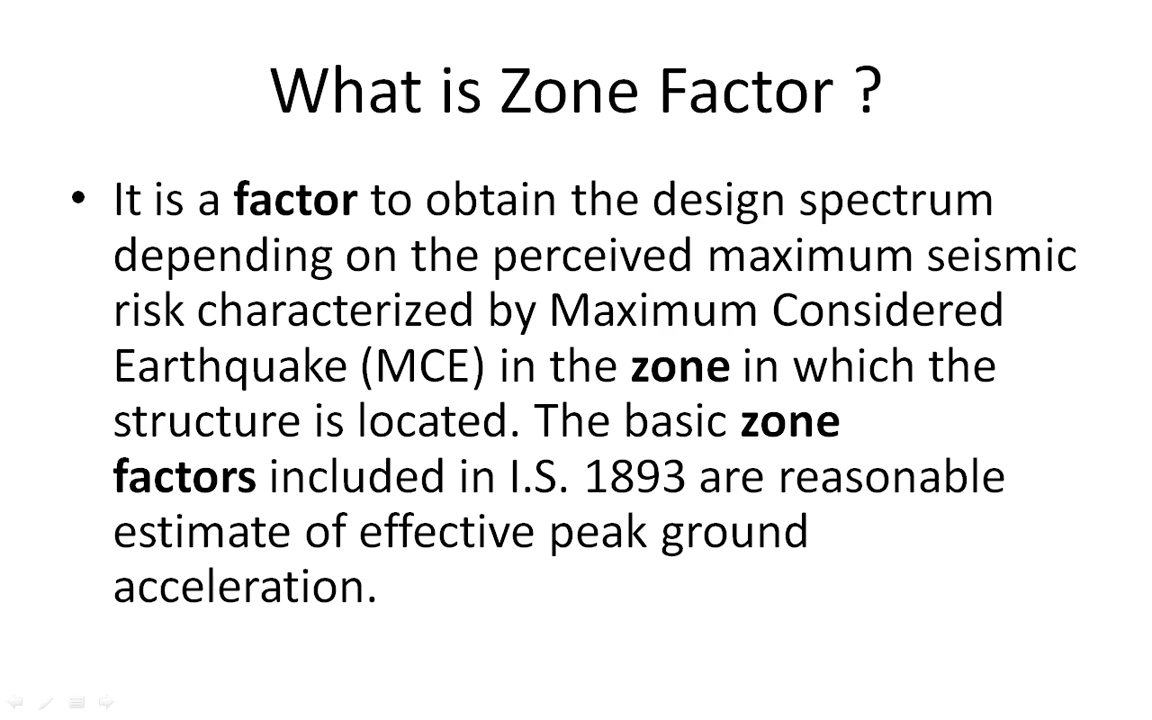 What is Zone Factor ?
• It is a factor to obtain the design spectrum
depending on the perceived maximum seismic
risk characterized by Maximum Considered
Earthquake (MCE) in the zone in which the
structure is located. The basic zone
factors included in I.S. 1893 are reasonable
estimate of effective peak ground
acceleration.